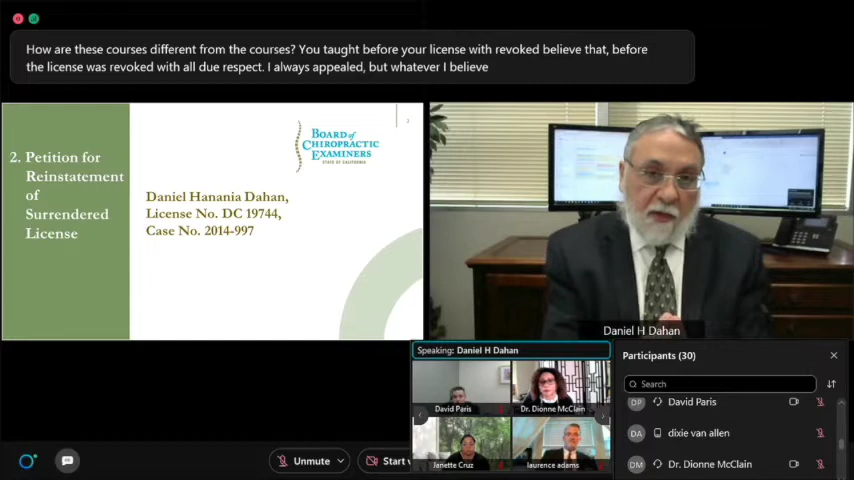 How are these courses different from the courses? You taught before your license with revoked believe that, before
the license was revoked with all due respect. I always appealed, but whatever I believe
2
BOARD of
CHIROPRACTIC
EXAMINERS
STATE OF CALIFORNIA
2. Petition for
Reinstatement
of
Surrendered
License
Daniel Hanania Dahan,
License No. DC 19744,
Case No. 2014-997
Daniel H Dahan
Speaking: Daniel H Dahan
David Paris
Dr. Dionne McClain
Janette Cruz
laurence adams
Participants (30)
Search
DP David Paris
DA dixie van allen
DM Dr. Dionne McClain
Unmute
Start v